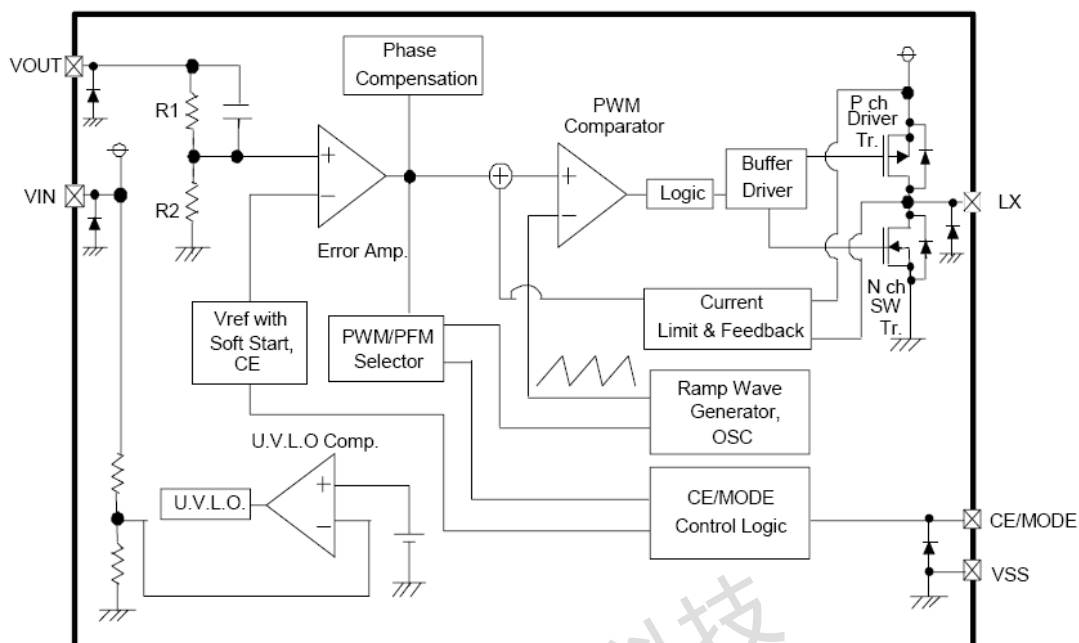 VOUT
Phase
Compensation
R1
PWM
Comparator
P ch
Driver
Tr.
+
+
+
VIN
R2
−
−
Logic
Buffer
Driver
LX
Error Amp.
N ch
SW
Tr.
Vref with
Soft Start,
CE
PWM/PFM
Selector
Current
Limit & Feedback
Ramp Wave
Generator,
OSC
U.V.L.O Comp.
U.V.L.O.
+
−
CE/MODE
Control Logic
CE/MODE
VSS
科技